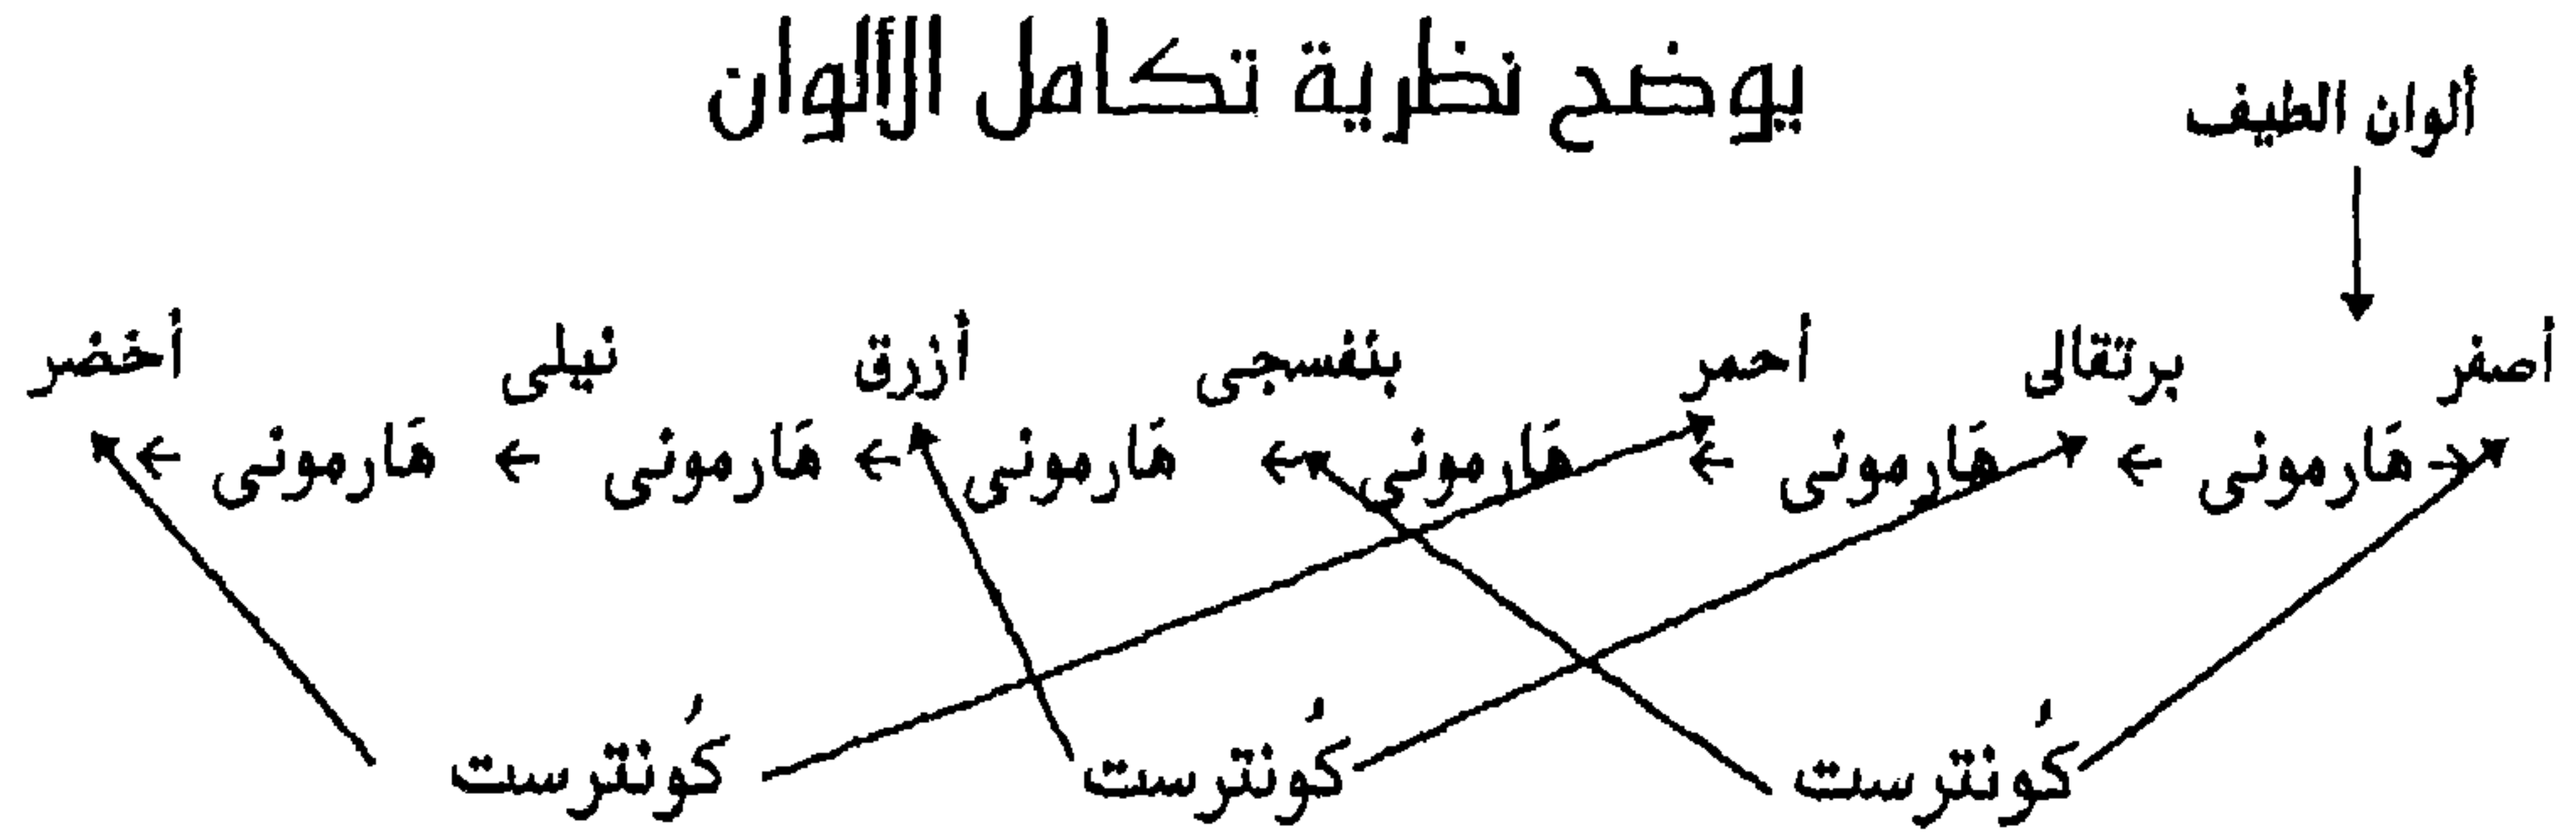 يوضح نظرية تكامل الألوان
ألوان الطيف
أصفر برتقالى أحمر بنفسجى أزرق نيلى أخضر
هَارمونى هَارمونى هَارمونى هَارمونى هَارمونى هَارمونى
كُونترست كُونترست كُونترست